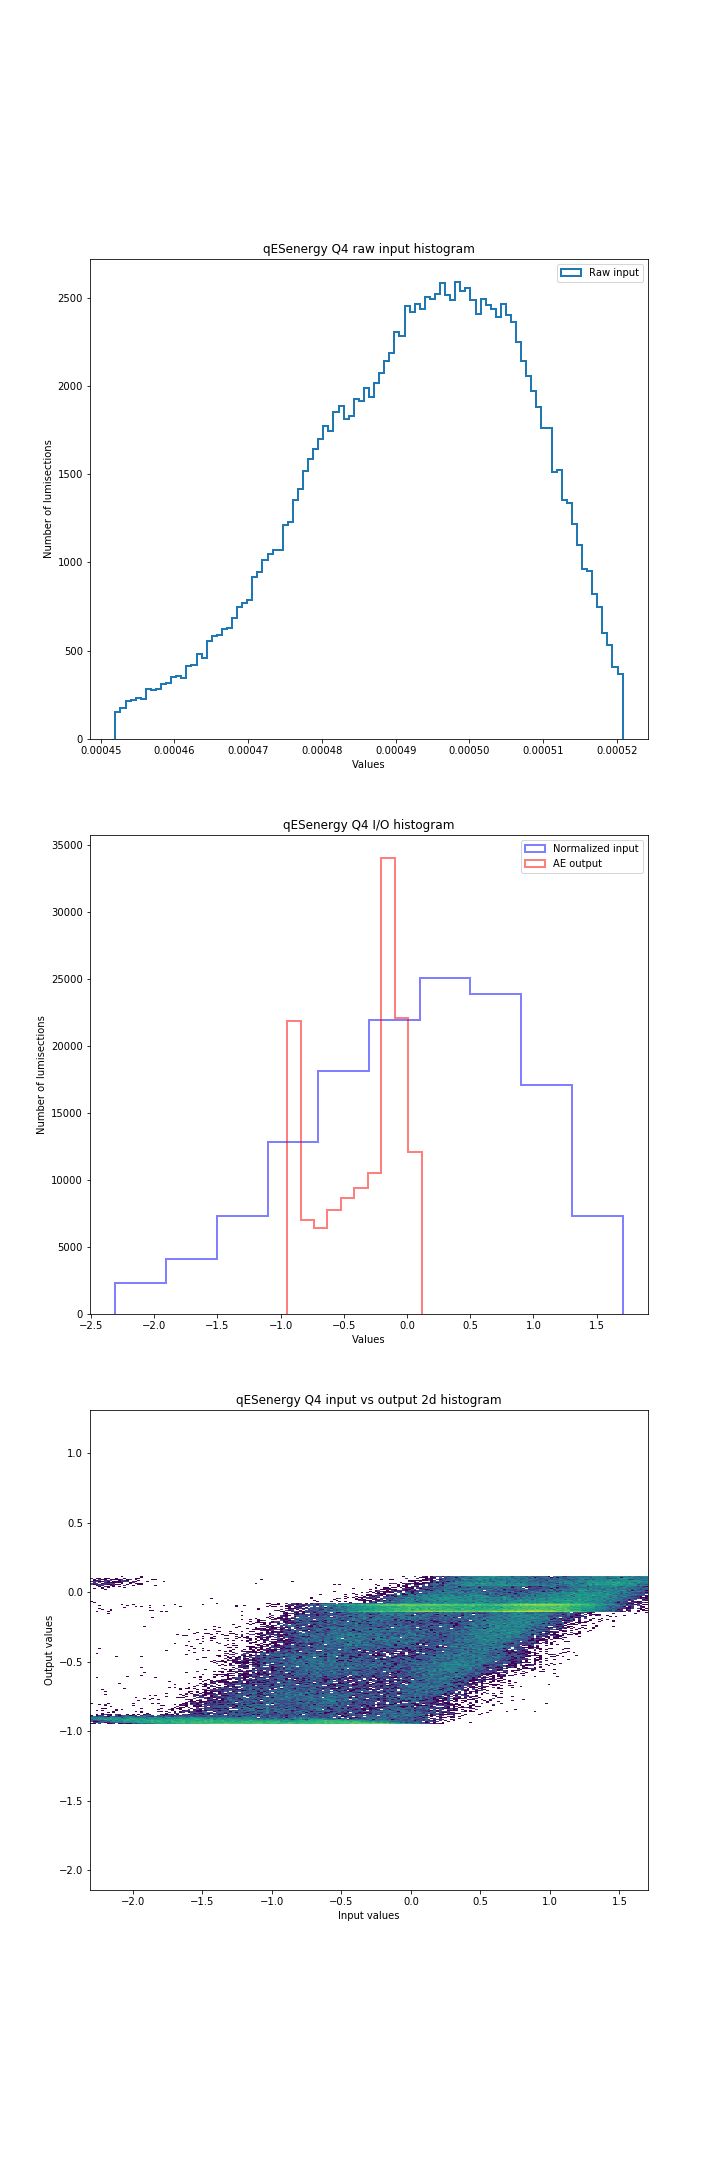 qESenergy Q4 raw input histogram
Raw input
2500
2000
1500
1000
500
0
Number of lumisections
0.00045 0.00046 0.00047 0.00048 0.00049 0.00050 0.00051 0.00052
Values
qESenergy Q4 I/O histogram
Normalized input
AE output
35000
30000
25000
20000
15000
10000
5000
0
Number of lumisections
−2.5 −2.0 −1.5 −1.0 −0.5 0.0 0.5 1.0 1.5
Values
qESenergy Q4 input vs output 2d histogram
1.0
0.5
0.0
−0.5
−1.0
−1.5
−2.0
Output values
−2.0 −1.5 −1.0 −0.5 0.0 0.5 1.0 1.5
Input values